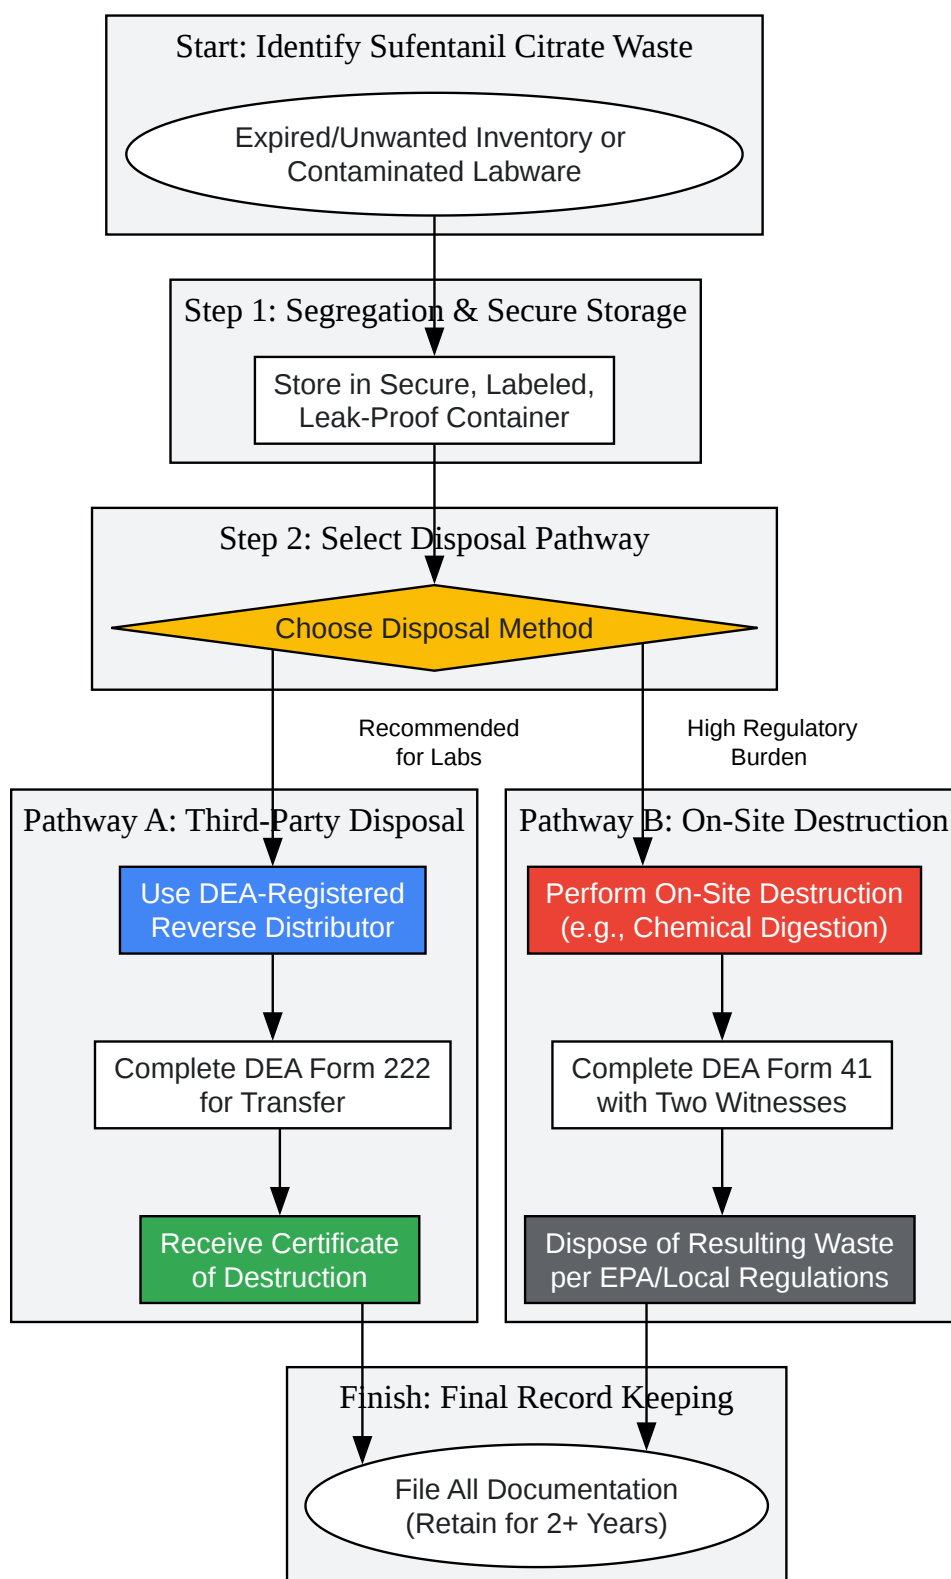 Start: Identify Sufentanil Citrate Waste
Expired/Unwanted Inventory or
Contaminated Labware
Step 1: Segregation & Secure Storage
Store in Secure, Labeled,
Leak-Proof Container
Step 2: Select Disposal Pathway
Choose Disposal Method
Recommended
for Labs
High Regulatory
Burden
Pathway A: Third-Party Disposal
Use DEA-Registered
Reverse Distributor
Complete DEA Form 222
for Transfer
Receive Certificate
of Destruction
Pathway B: On-Site Destruction
Perform On-Site Destruction
(e.g., Chemical Digestion)
Complete DEA Form 41
with Two Witnesses
Dispose of Resulting Waste
per EPA/Local Regulations
Finish: Final Record Keeping
File All Documentation
(Retain for 2+ Years)